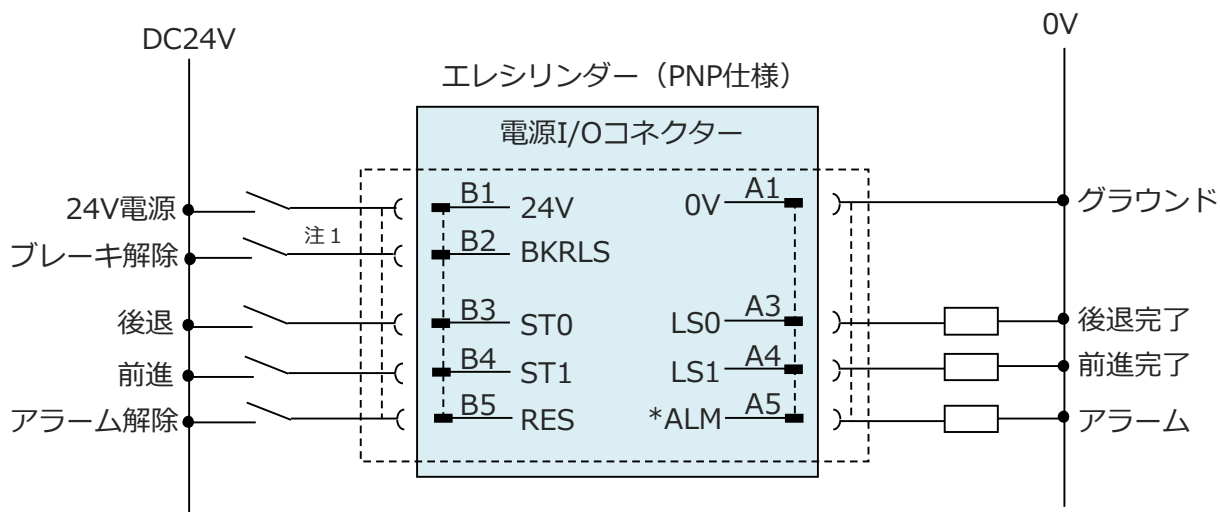 DC24V
0V
エレシリンダー（PNP仕様）
電源I/Oコネクター
24V電源
B1
24V
0V
A1
グラウンド
ブレーキ解除
注１
B2
BKRLS
後退
B3
ST0
LS0
A3
後退完了
前進
B4
ST1
LS1
A4
前進完了
アラーム解除
B5
RES
*ALM
A5
アラーム